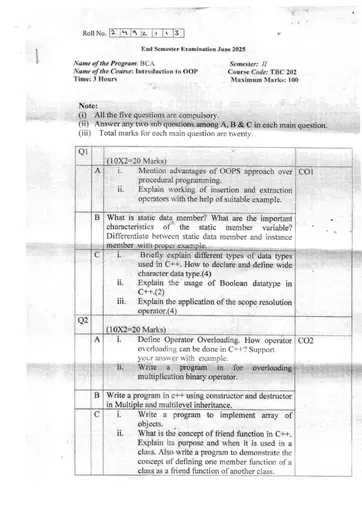 Roll No. 2 4 9 2 1 1 3
End Semester Examination June 2025
Name of the Program: BCA Semester: II
Name of the Course: Introduction to OOP Course Code: TBC 202
Time: 3 Hours Maximum Marks: 100
Note:
(i) All the five questions are compulsory.
(ii) Answer any two sub questions among A, B & C in each main question.
(iii) Total marks for each main question are twenty.
Q1
(10X2=20 Marks)
A i. Mention advantages of OOPS approach over CO1
procedural programming.
ii. Explain working of insertion and extraction
operators with the help of suitable example.
B What is static data member? What are the important
characteristics of the static member variable?
Differentiate between static data member and instance
member with proper example.
C i. Briefly explain different types of data types
used in C++. How to declare and define wide
character data type.(4)
ii. Explain the usage of Boolean datatype in
C++.(2)
iii. Explain the application of the scope resolution
operator.(4)
Q2
(10X2=20 Marks)
A i. Define Operator Overloading. How operator CO2
overloading can be done in C++? Support
your answer with example.
ii. Write a program in for overloading
multiplication binary operator.
B Write a program in c++ using constructor and destructor
in Multiple and multilevel inheritance.
C i. Write a program to implement array of
objects.
ii. What is the concept of friend function in C++.
Explain its purpose and when it is used in a
class. Also write a program to demonstrate the
concept of defining one member function of a
class as a friend function of another class.